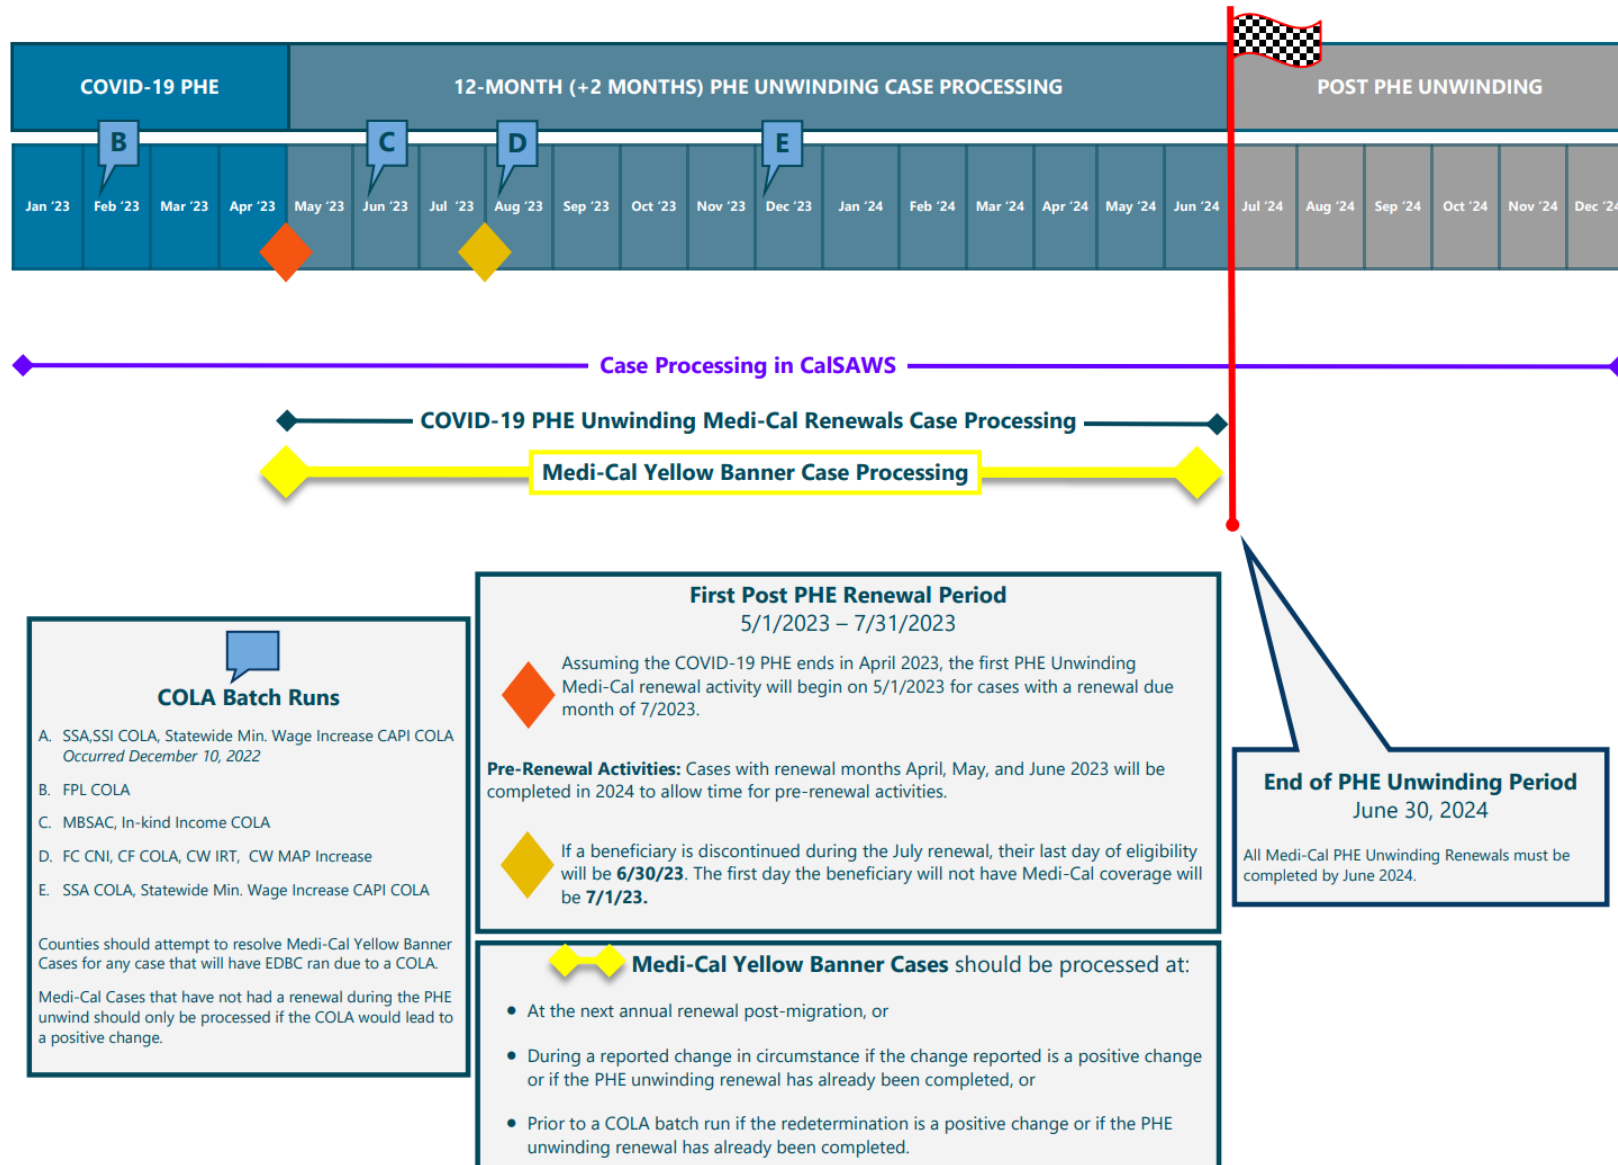 COVID-19 PHE
12-MONTH (+2 MONTHS) PHE UNWINDING CASE PROCESSING
POST PHE UNWINDING
B
C
D
E
Jan ‘23
Feb ‘23
Mar ‘23
Apr ‘23
May ‘23
Jun ‘23
Jul ‘23
Aug ‘23
Sep ‘23
Oct ‘23
Nov ‘23
Dec ‘23
Jan ‘24
Feb ‘24
Mar ‘24
Apr ‘24
May ‘24
Jun ‘24
Jul ‘24
Aug ‘24
Sep ‘24
Oct ‘24
Nov ‘24
Dec ‘24
Case Processing in CalSAWS
COVID-19 PHE Unwinding Medi-Cal Renewals Case Processing
Medi-Cal Yellow Banner Case Processing
COLA Batch Runs
A. SSA,SSI COLA, Statewide Min. Wage Increase CAPI COLA
Occurred December 10, 2022
B. FPL COLA
C. MBSAC, In-kind Income COLA
D. FC CNI, CF COLA, CW IRT, CW MAP Increase
E. SSA COLA, Statewide Min. Wage Increase CAPI COLA
Counties should attempt to resolve Medi-Cal Yellow Banner
Cases for any case that will have EDBC ran due to a COLA.
Medi-Cal Cases that have not had a renewal during the PHE
unwind should only be processed if the COLA would lead to
a positive change.
First Post PHE Renewal Period
5/1/2023 – 7/31/2023
Assuming the COVID-19 PHE ends in April 2023, the first PHE Unwinding
Medi-Cal renewal activity will begin on 5/1/2023 for cases with a renewal due
month of 7/2023.
Pre-Renewal Activities: Cases with renewal months April, May, and June 2023 will be
completed in 2024 to allow time for pre-renewal activities.
If a beneficiary is discontinued during the July renewal, their last day of eligibility
will be 6/30/23. The first day the beneficiary will not have Medi-Cal coverage will
be 7/1/23.
Medi-Cal Yellow Banner Cases should be processed at:
• At the next annual renewal post-migration, or
• During a reported change in circumstance if the change reported is a positive change
or if the PHE unwinding renewal has already been completed, or
• Prior to a COLA batch run if the redetermination is a positive change or if the PHE
unwinding renewal has already been completed.
End of PHE Unwinding Period
June 30, 2024
All Medi-Cal PHE Unwinding Renewals must be
completed by June 2024.